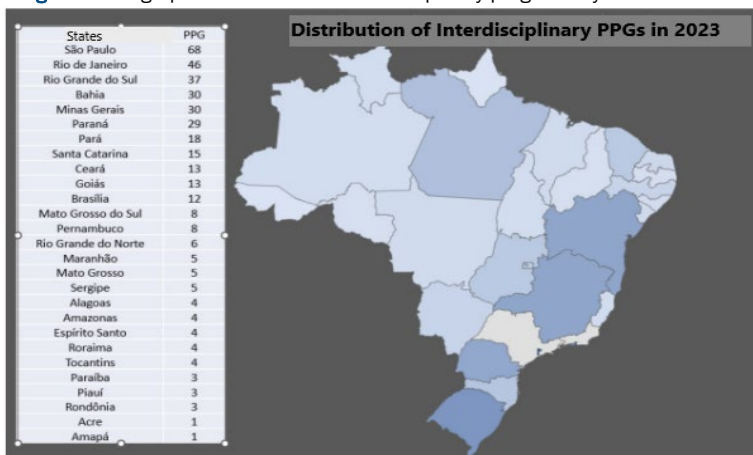 Distribution of Interdisciplinary PPGs in 2023
States PPG
São Paulo 68
Rio de Janeiro 46
Rio Grande do Sul 37
Bahia 30
Minas Gerais 30
Paraná 29
Pará 18
Santa Catarina 15
Ceará 13
Goiás 13
Brasília 12
Mato Grosso do Sul 8
Pernambuco 8
Rio Grande do Norte 6
Maranhão 5
Mato Grosso 5
Sergipe 5
Alagoas 4
Amazonas 4
Espírito Santo 4
Roraima 4
Tocantins 4
Paraíba 3
Piauí 3
Rondônia 3
Acre 1
Amapá 1